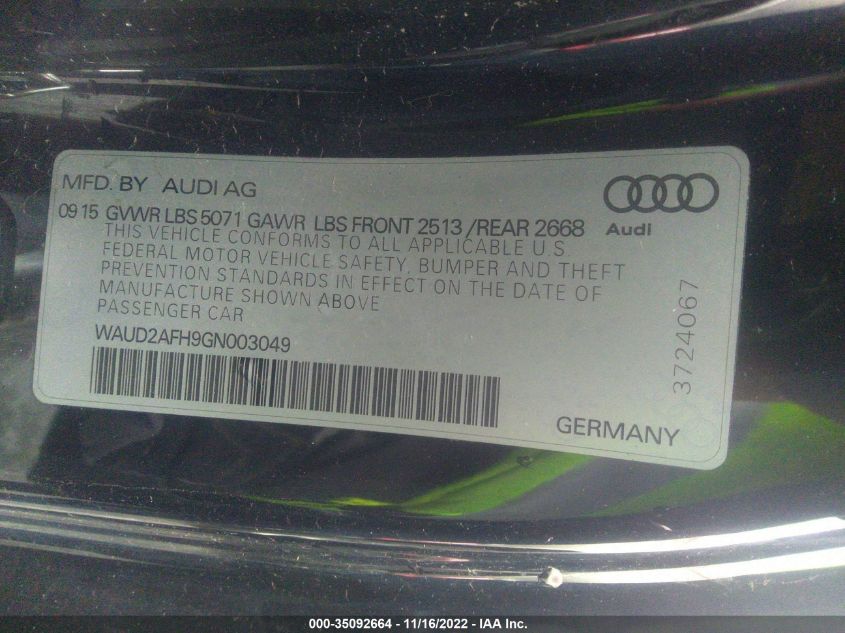 MFD. BY AUDI AG
09 15 GVWR LBS 5071 GAWR LBS FRONT 2513 /REAR 2668
Audi
THIS VEHICLE CONFORMS TO ALL APPLICABLE U.S
FEDERAL MOTOR VEHICLE SAFETY, BUMPER AND THEFT
PREVENTION STANDARDS IN EFFECT ON THE DATE OF
MANUFACTURE SHOWN ABOVE
PASSENGER CAR
WAUD2AFH9GN003049
3724067
GERMANY
000-35092664 - 11/16/2022 - IAA Inc.